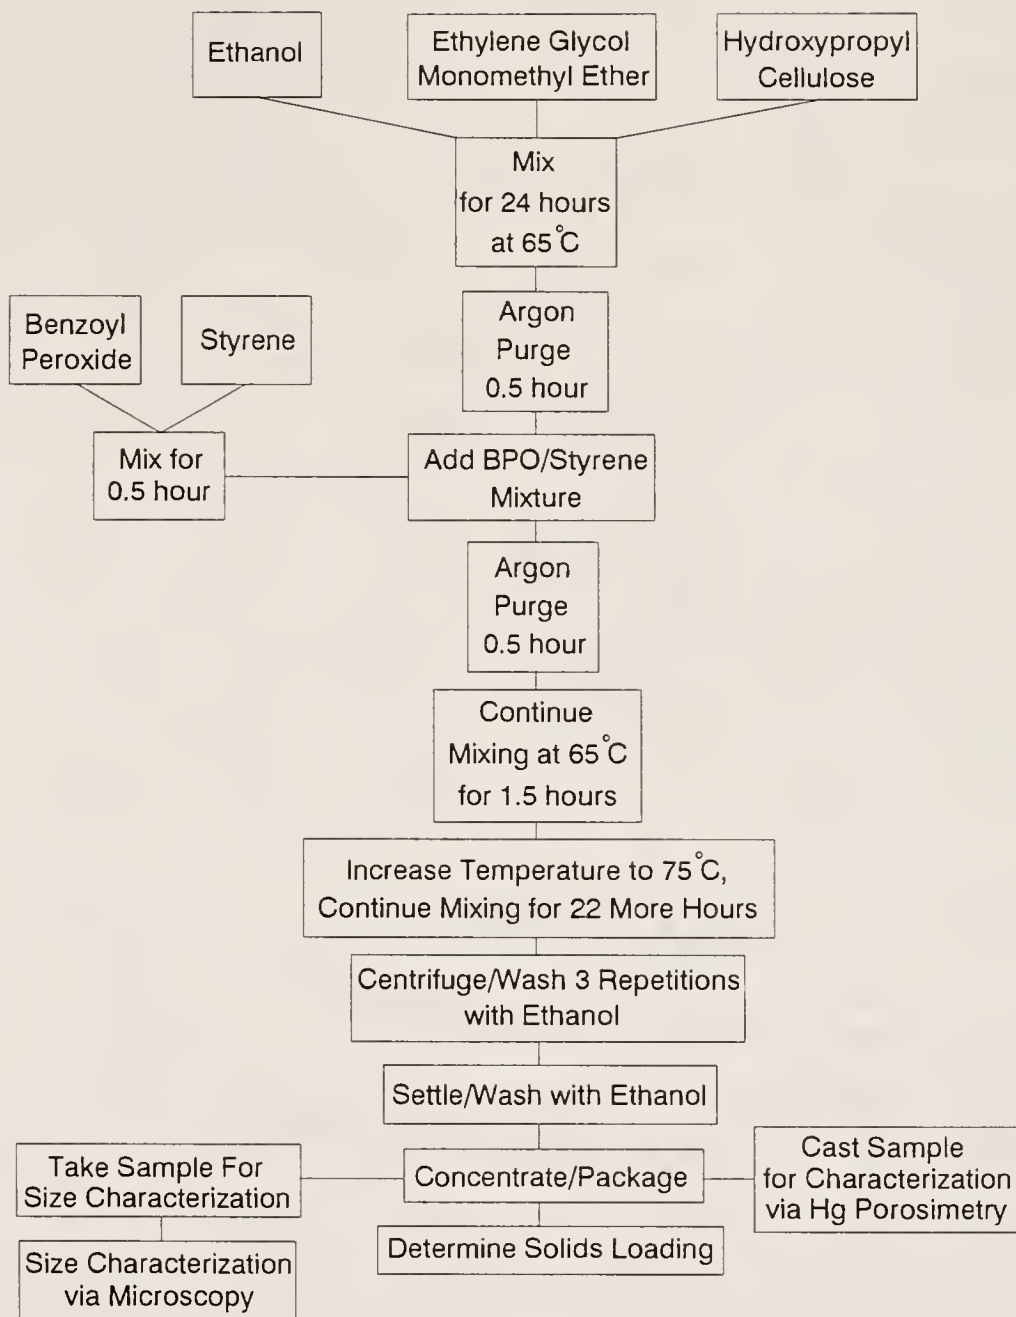 Ethanol
Ethylene Glycol
Monomethyl Ether
Hydroxypropyl
Cellulose
Mix
for 24 hours
at 65°C
Argon
Purge
0.5 hour
Benzoyl
Peroxide
Styrene
Mix for
0.5 hour
Add BPO/Styrene
Mixture
Argon
Purge
0.5 hour
Continue
Mixing at 65°C
for 1.5 hours
Increase Temperature to 75°C,
Continue Mixing for 22 More Hours
Centrifuge/Wash 3 Repetitions
with Ethanol
Settle/Wash with Ethanol
Take Sample For
Size Characterization
Concentrate/Package
Cast Sample
for Characterization
via Hg Porosimetry
Size Characterization
via Microscopy
Determine Solids Loading